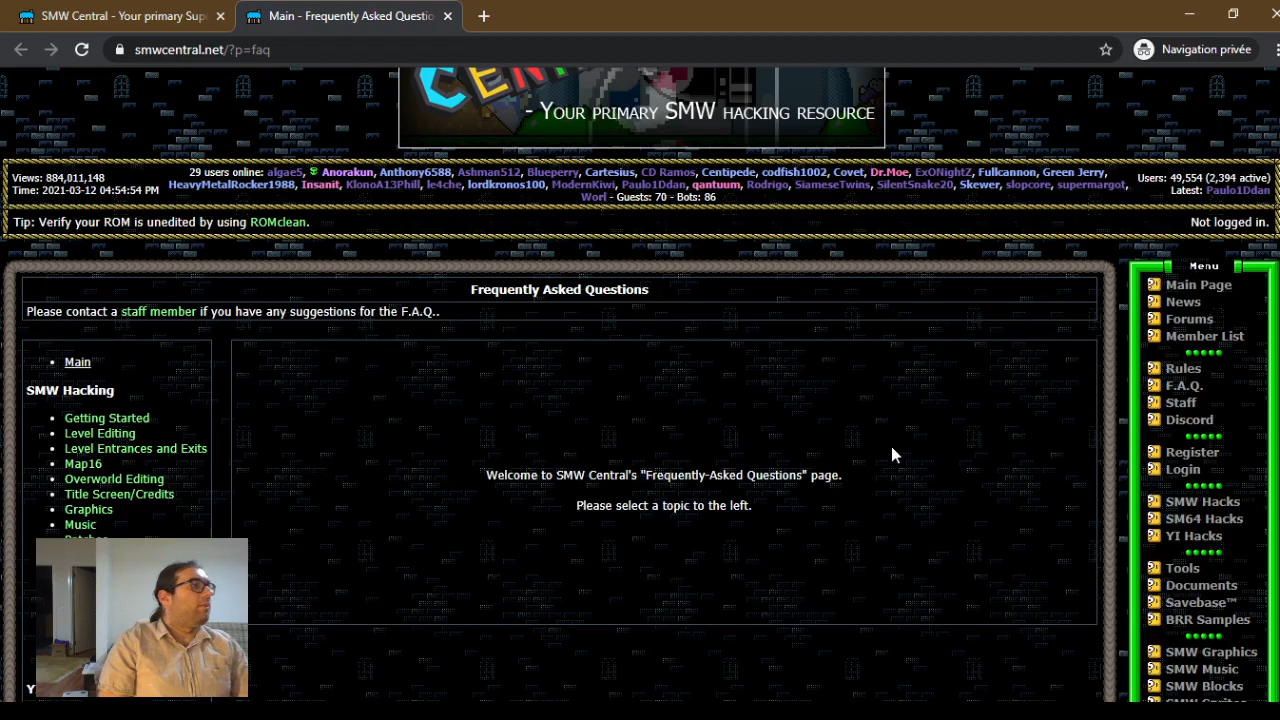 SMW Central - Your primary Sup
Main - Frequently Asked Questio
smwcentral.net/?p=faq
Navigation privée
CEN
- Your primary SMW hacking resource
Views: 884,011,148
Time: 2021-03-12 04:54:54 PM
29 users online: algae5, Anorakun, Anthony6588, Ashman512, Blueperry, Cartesius, CD Ramos, Centipede, codfish1002, Covet, Dr.Moe, ExONightZ, Fullcannon, Green Jerry,
HeavyMetalRocker1988, Insanit, KlonoA13Phill, le4che, lordkronos100, ModernKiwi, Paulo1Ddan, qantuum, Rodrigo, SiameseTwins, SilentSnake20, Skewer, slopcore, supermargot,
Worl - Guests: 70 - Bots: 86
Users: 49,554 (2,394 active)
Latest: Paulo1Ddan
Tip: Verify your ROM is unedited by using ROMclean.
Not logged in.
Frequently Asked Questions
Please contact a staff member if you have any suggestions for the F.A.Q..
Main
SMW Hacking
Getting Started
Level Editing
Level Entrances and Exits
Map16
Overworld Editing
Title Screen/Credits
Graphics
Music
Y
Welcome to SMW Central's "Frequently-Asked Questions" page.
Please select a topic to the left.
Menu
Main Page
News
Forums
Member List
Rules
F.A.Q.
Staff
Discord
Register
Login
SMW Hacks
SM64 Hacks
YI Hacks
Tools
Documents
Savebase™
BRR Samples
SMW Graphics
SMW Music
SMW Blocks